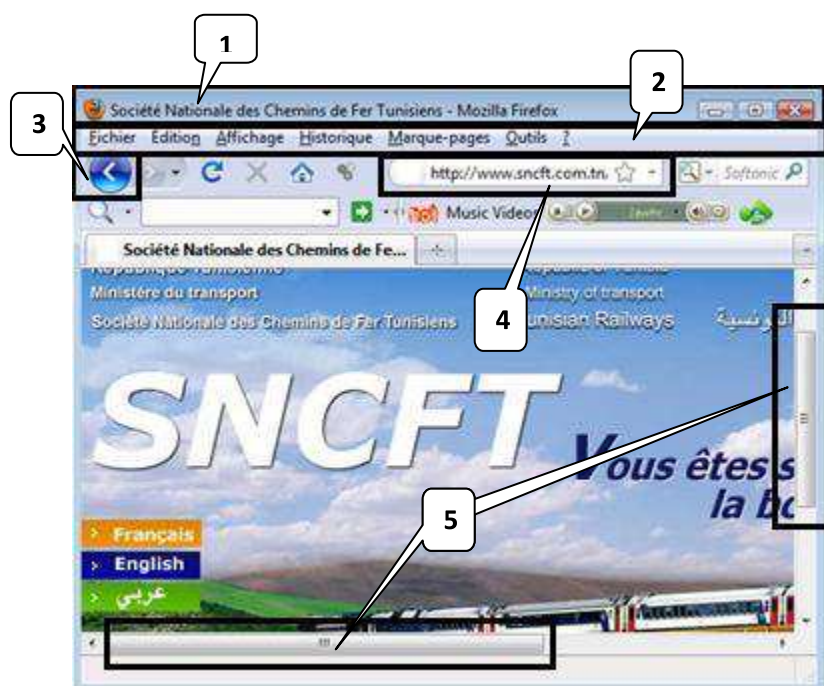 1
2
3
Société Nationale des Chemins de Fer Tunisiens - Mozilla Firefox
Fichier Edition Affichage Historique Marque-pages Outils ?
http://www.sncft.com.tn.
Softonic
Music Videos
Société Nationale des Chemins de Fe...
République Tunisienne
Ministère du transport
Ministry of transport
Société Nationale des Chemins de Fer Tunisiens
4
unisian Railways
SNCFT
Vous êtes s
la bo
5
Français
English
عربي